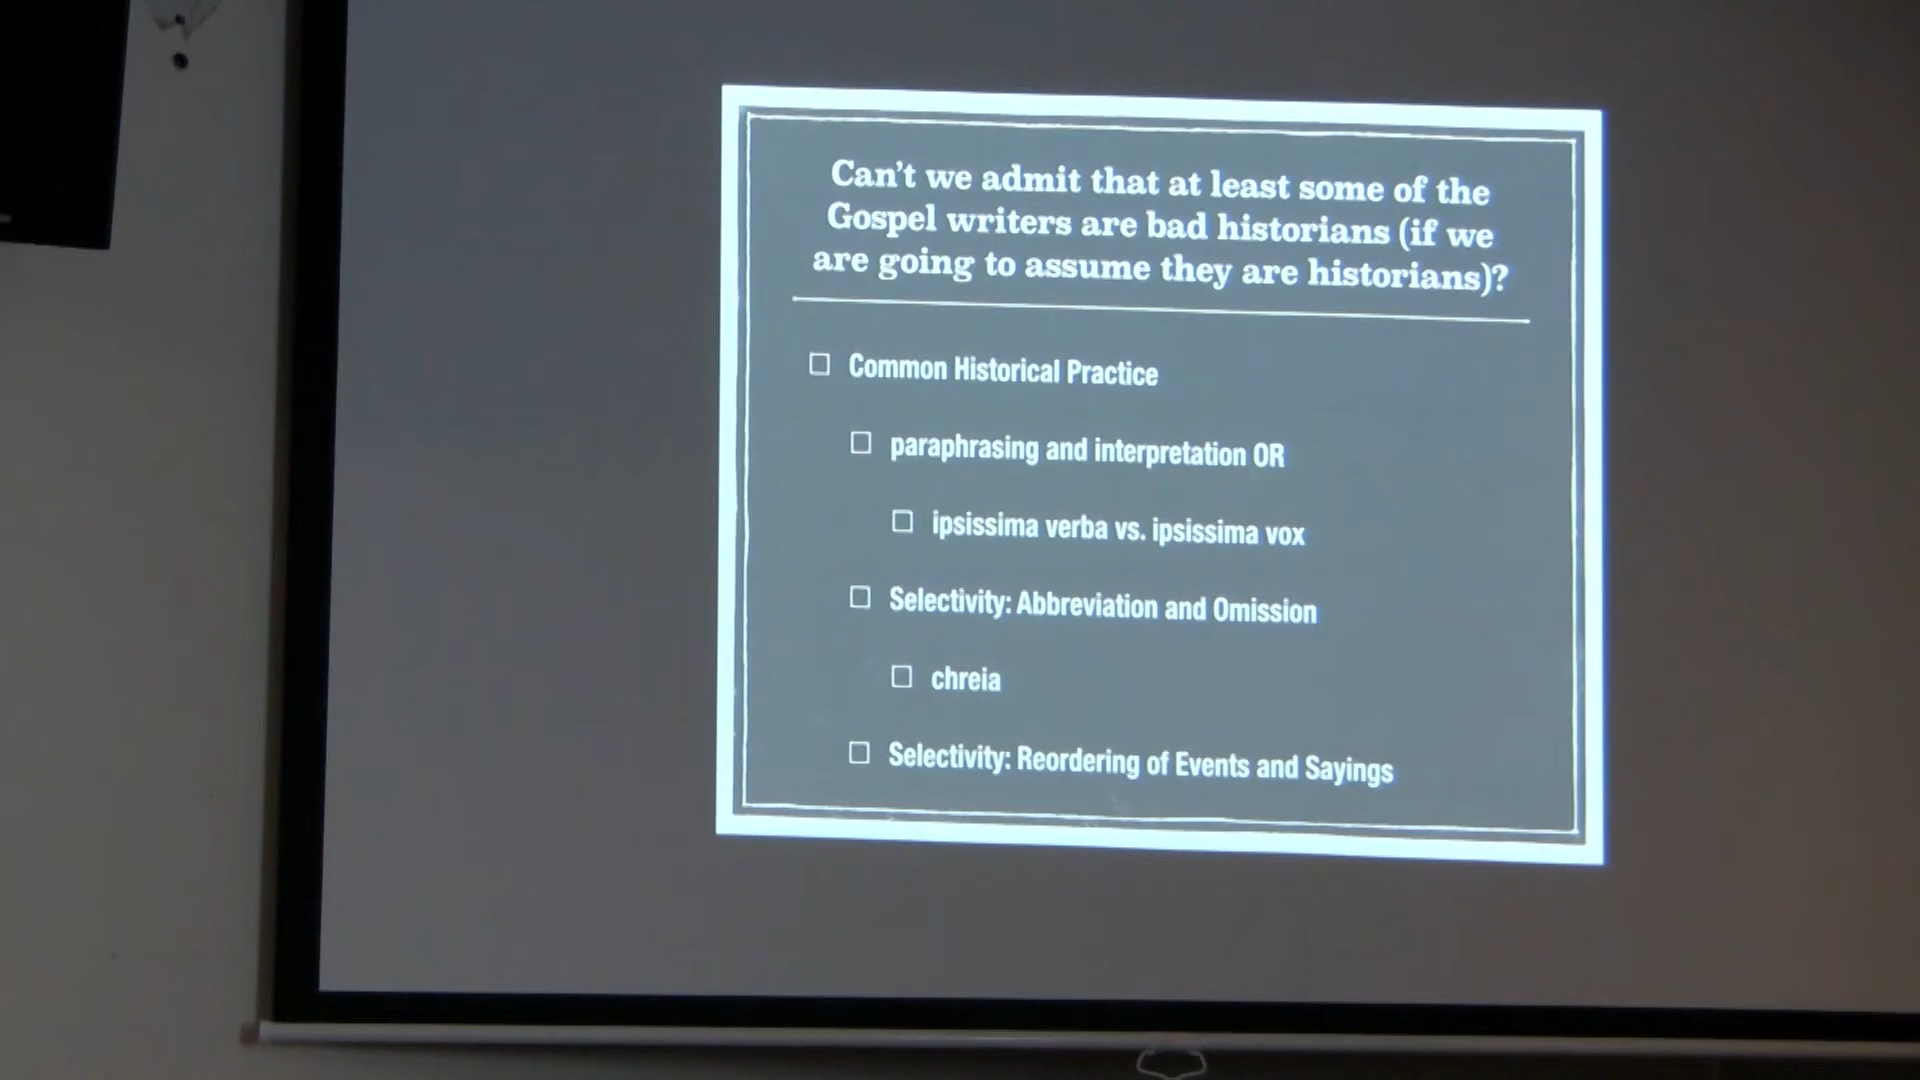 Can't we admit that at least some of the
Gospel writers are bad historians (if we
are going to assume they are historians)?
Common Historical Practice
paraphrasing and interpretation OR
ipsissima verba vs. ipsissima vox
Selectivity: Abbreviation and Omission
chreia
Selectivity: Reordering of Events and Sayings